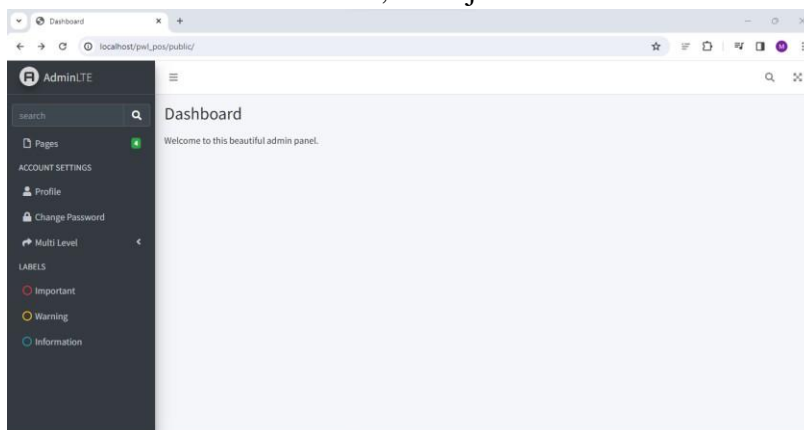 Dashboard
localhost/pwl_pos/public/
M
AdminLTE
search
Dashboard
Pages
4
Welcome to this beautiful admin panel.
ACCOUNT SETTINGS
Profile
Change Password
Multi Level
LABELS
Important
Warning
Information